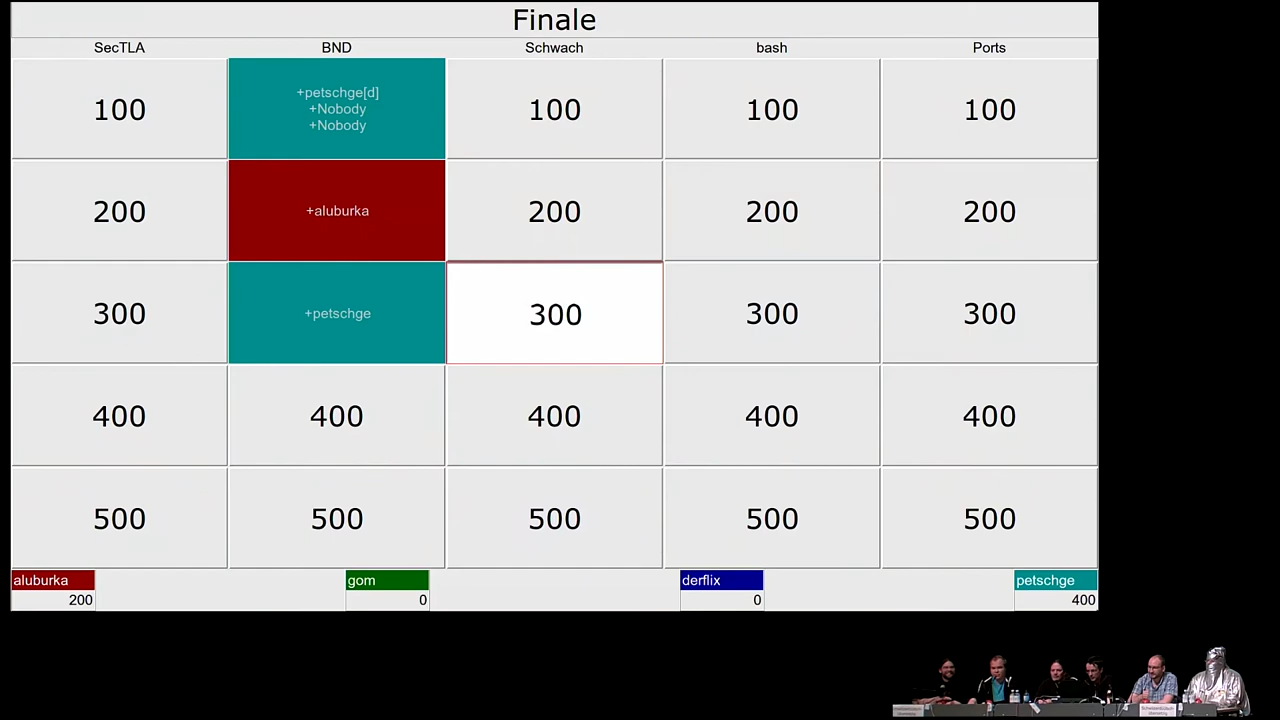 Finale
SecTLA BND Schwach bash Ports
100 +petschge[d] 100 100 100
+Nobody
+Nobody
200 +aluburka 200 200 200
300 +petschge 300 300 300
400 400 400 400 400
500 500 500 500 500
aluburka gom derflix petschge
200 0 0 400